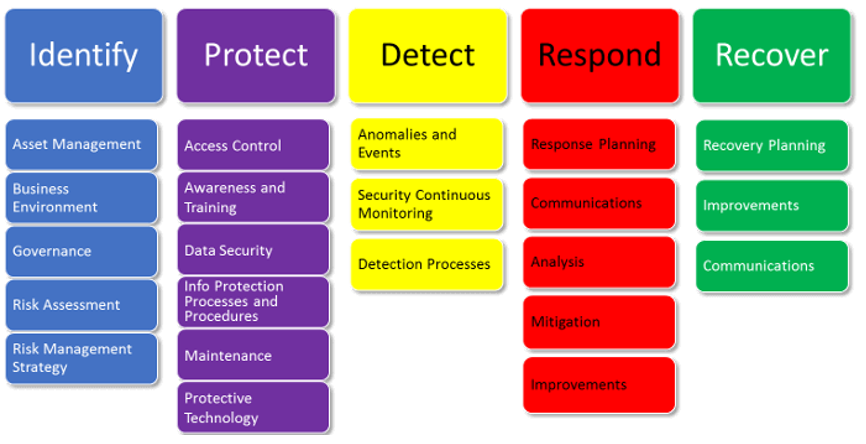 Identify
Protect
Detect
Respond
Recover
Asset Management
Business
Environment
Governance
Risk Assessment
Risk Management
Strategy
Access Control
Awareness and
Training
Data Security
Info Protection
Processes and
Procedures
Maintenance
Protective
Technology
Anomalies and
Events
Security Continuous
Monitoring
Detection Processes
Response Planning
Communications
Analysis
Mitigation
Improvements
Recovery Planning
Improvements
Communications